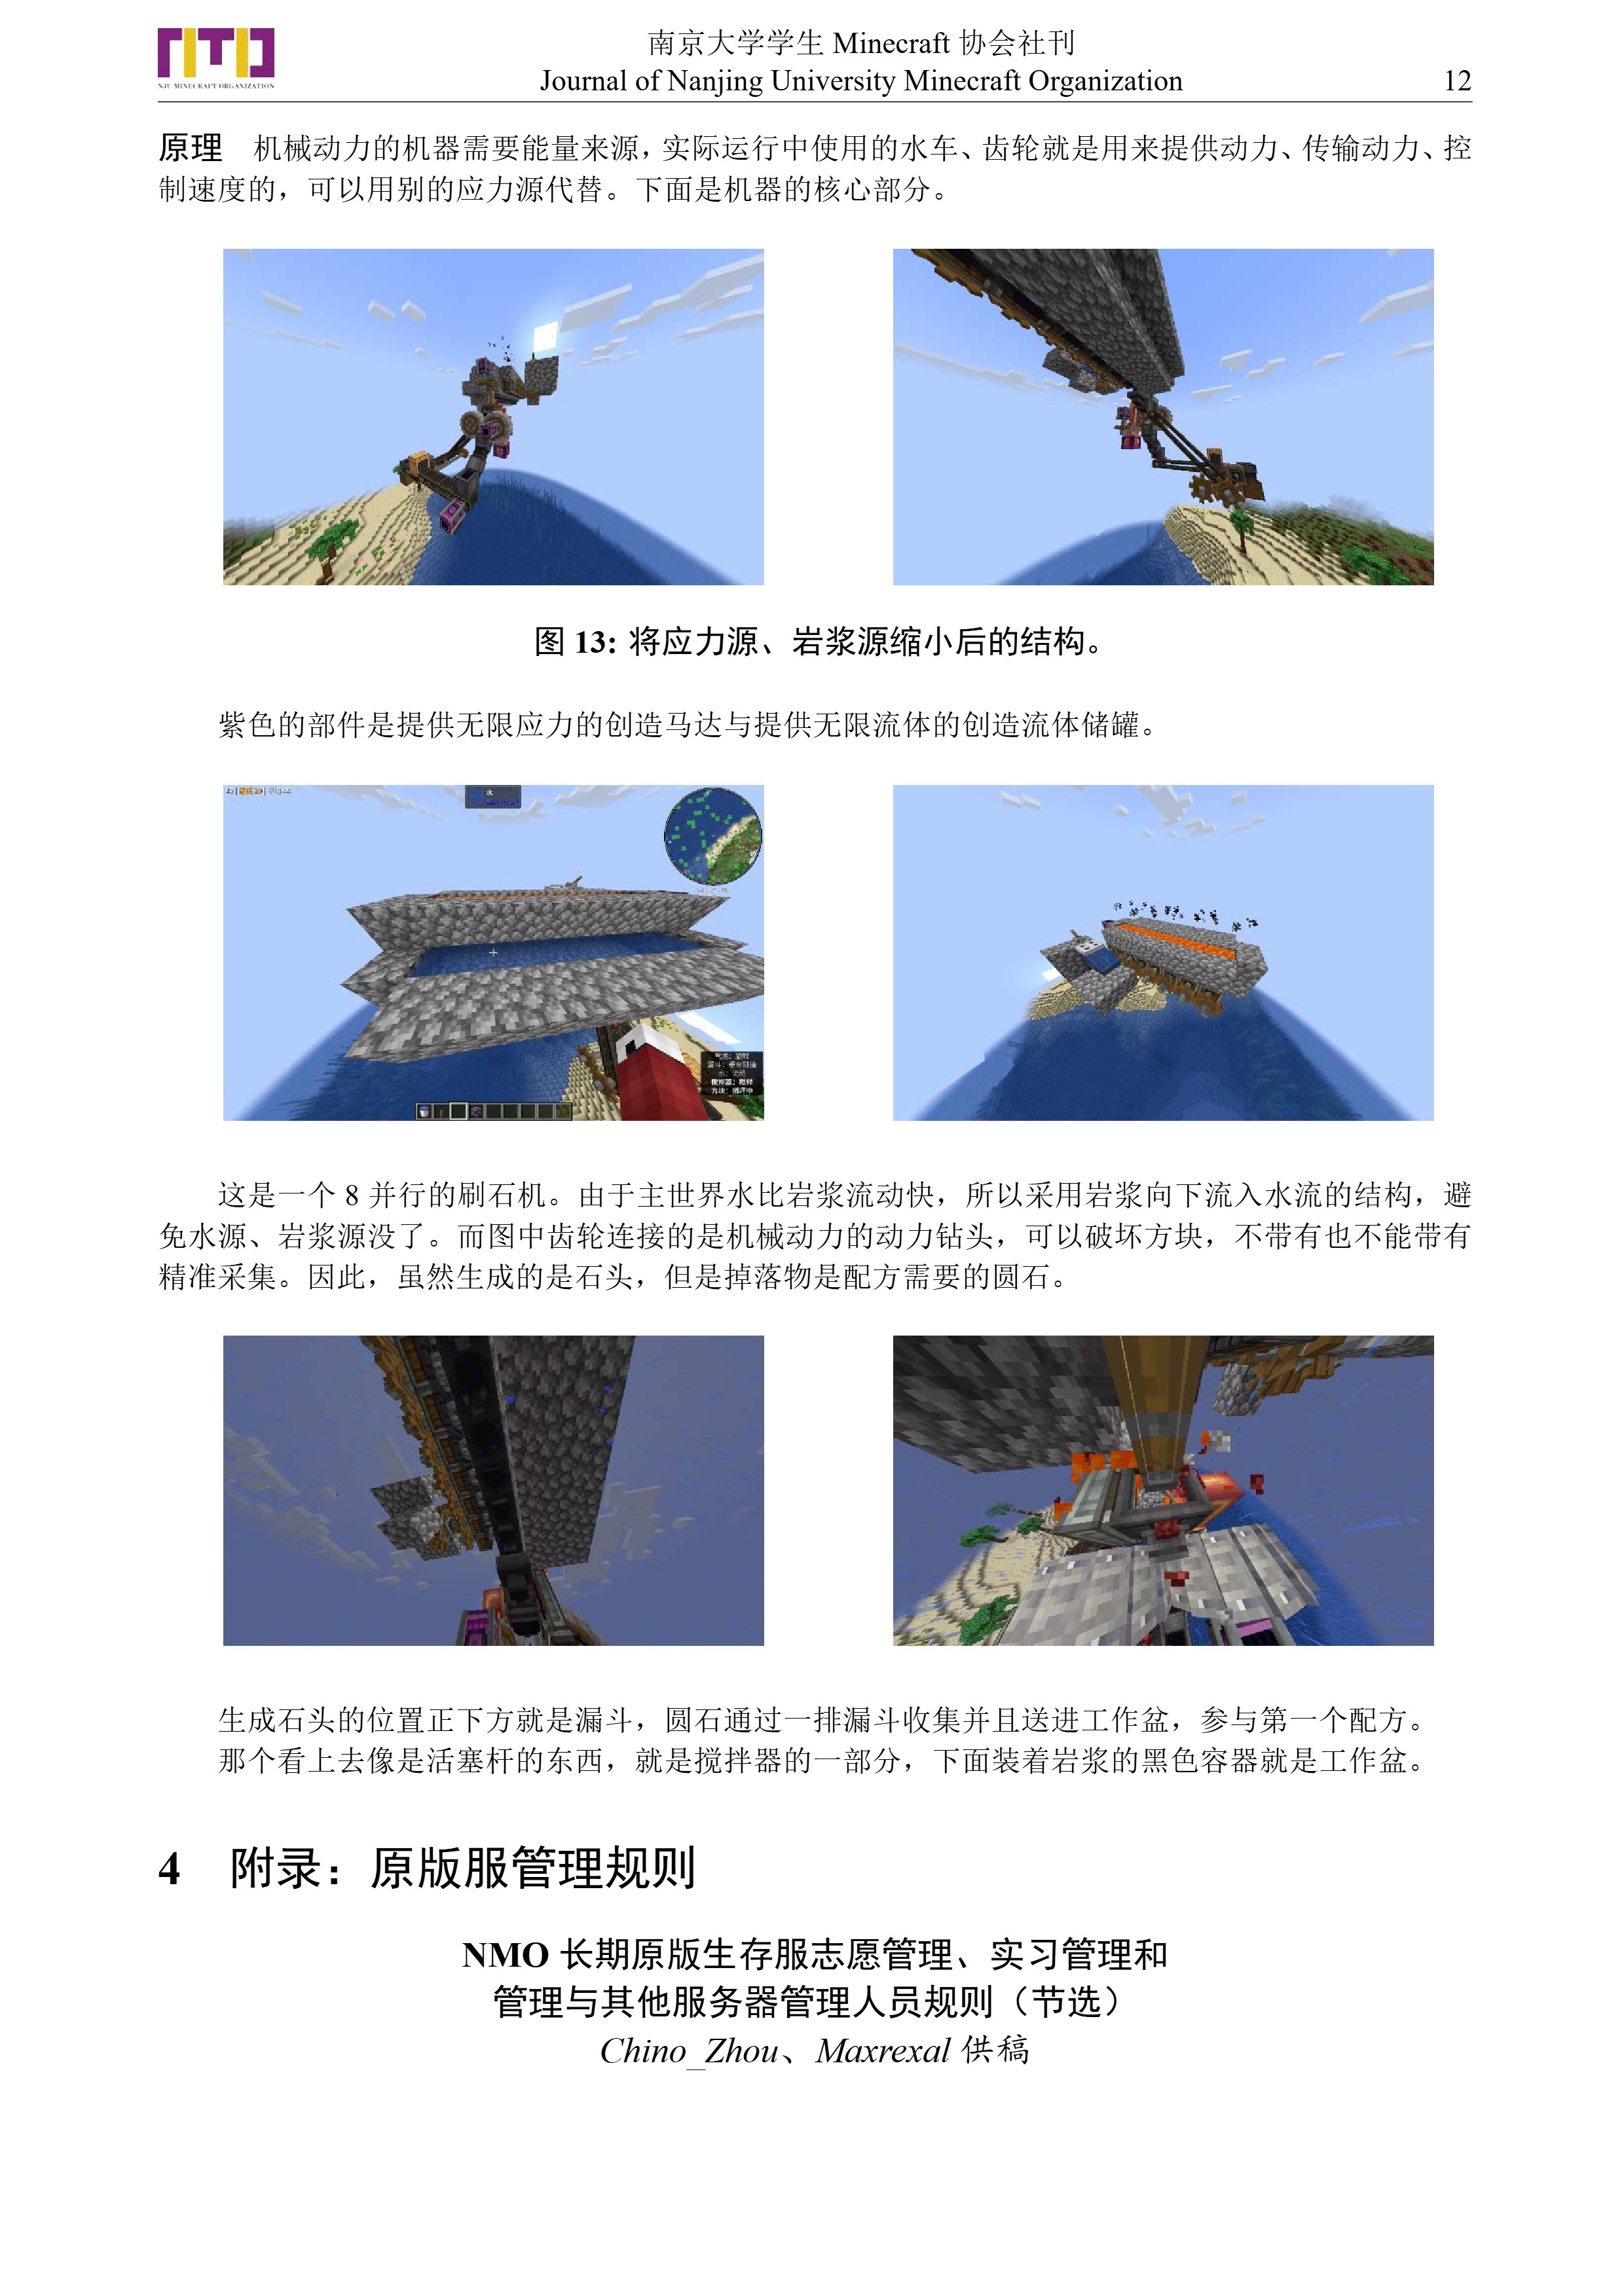 NJU MINECRAFT ORGANIZATION
南京大学学生 Minecraft 协会社刊
Journal of Nanjing University Minecraft Organization
12
原理 机械动力的机器需要能量来源，实际运行中使用的水车、齿轮就是用来提供动力、传输动力、控
制速度的，可以用别的应力源代替。下面是机器的核心部分。
图 13: 将应力源、岩浆源缩小后的结构。
紫色的部件是提供无限应力的创造马达与提供无限流体的创造流体储罐。
水
这是一个 8 并行的刷石机。由于主世界水比岩浆流动快，所以采用岩浆向下流入水流的结构，避
免水源、岩浆源没了。而图中齿轮连接的是机械动力的动力钻头，可以破坏方块，不带有也不能带有
精准采集。因此，虽然生成的是石头，但是掉落物是配方需要的圆石。
生成石头的位置正下方就是漏斗，圆石通过一排漏斗收集并且送进工作盆，参与第一个配方。
那个看上去像是活塞杆的东西，就是搅拌器的一部分，下面装着岩浆的黑色容器就是工作盆。
4 附录：原版服管理规则
NMO 长期原版生存服志愿管理、实习管理和
管理与其他服务器管理人员规则（节选）
Chino_Zhou、Maxrexal 供稿